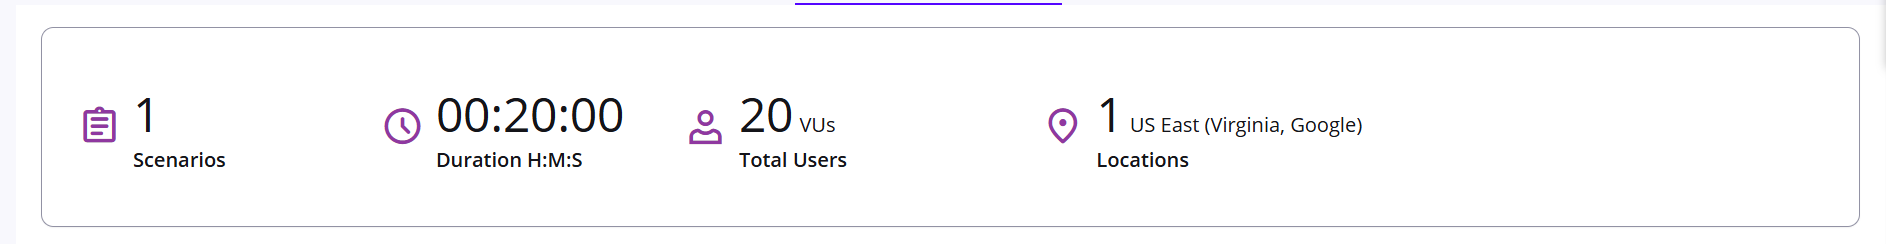 1
Scenarios
00:20:00
Duration H:M:S
20 VUs
Total Users
1 US East (Virginia, Google)
Locations